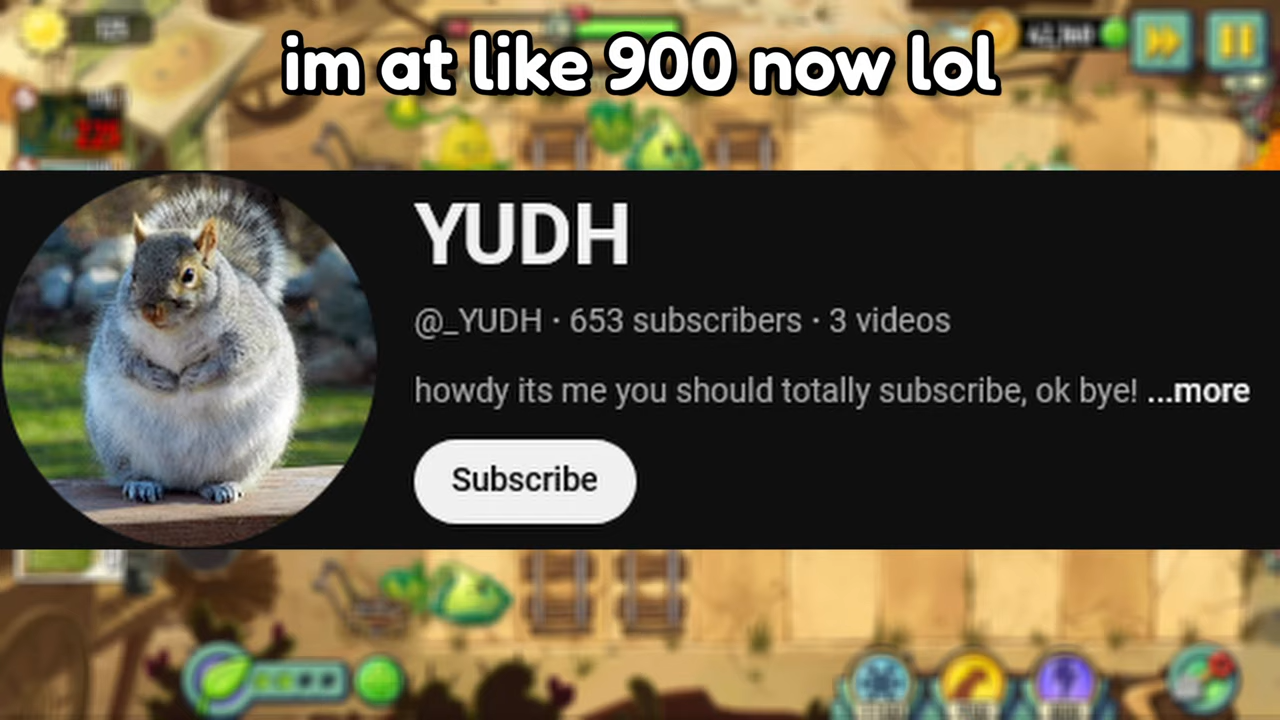 im at like 900 now lol
YUDH
@_YUDH · 653 subscribers · 3 videos
howdy its me you should totally subscribe, ok bye! ...more
Subscribe